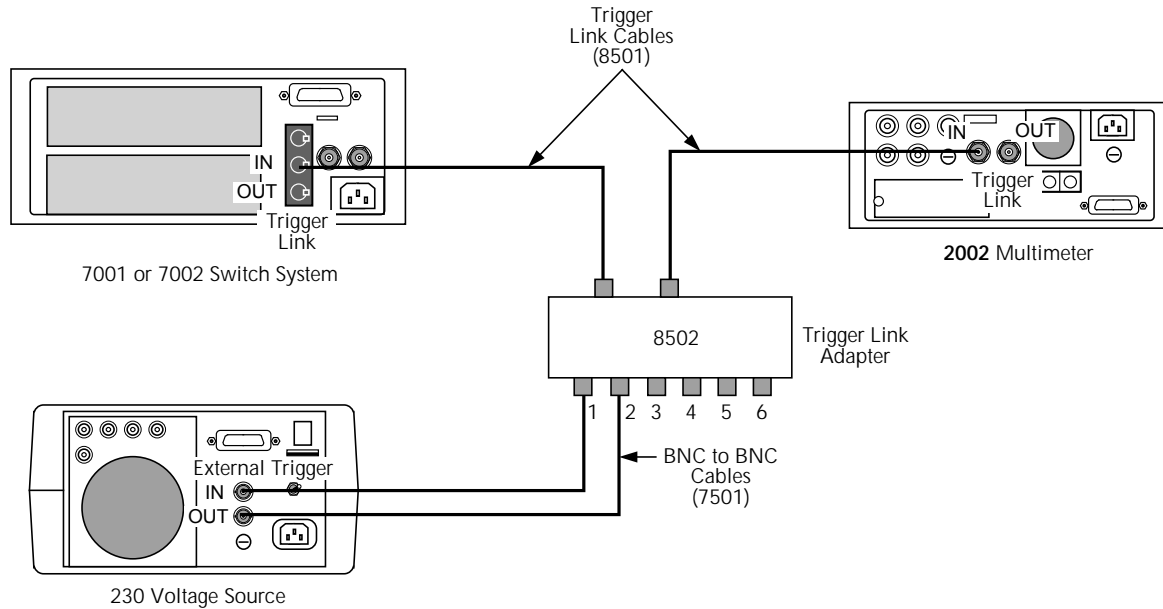 Trigger
Link Cables
(8501)
IN
OUT
Trigger
Link
7001 or 7002 Switch System
IN
OUT
Trigger
Link
2002 Multimeter
8502
Trigger Link
Adapter
1 2 3 4 5 6
BNC to BNC
Cables
(7501)
External Trigger
IN
OUT
230 Voltage Source